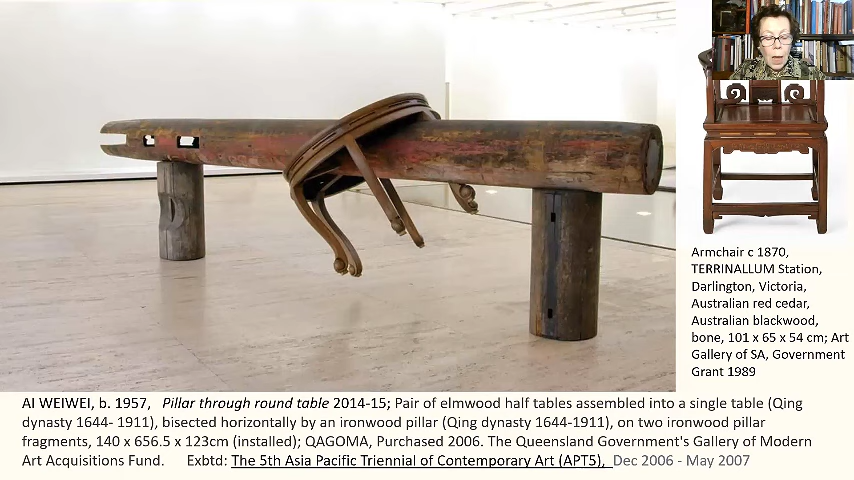 Armchair c 1870,
TERRINALLUM Station,
Darlington, Victoria,
Australian red cedar,
Australian blackwood,
bone, 101 x 65 x 54 cm; Art
Gallery of SA, Government
Grant 1989
AI WEIWEI, b. 1957, Pillar through round table 2014-15; Pair of elmwood half tables assembled into a single table (Qing
dynasty 1644- 1911), bisected horizontally by an ironwood pillar (Qing dynasty 1644-1911), on two ironwood pillar
fragments, 140 x 656.5 x 123cm (installed); QAGOMA, Purchased 2006. The Queensland Government's Gallery of Modern
Art Acquisitions Fund. Exbtd: The 5th Asia Pacific Triennial of Contemporary Art (APT5), Dec 2006 - May 2007